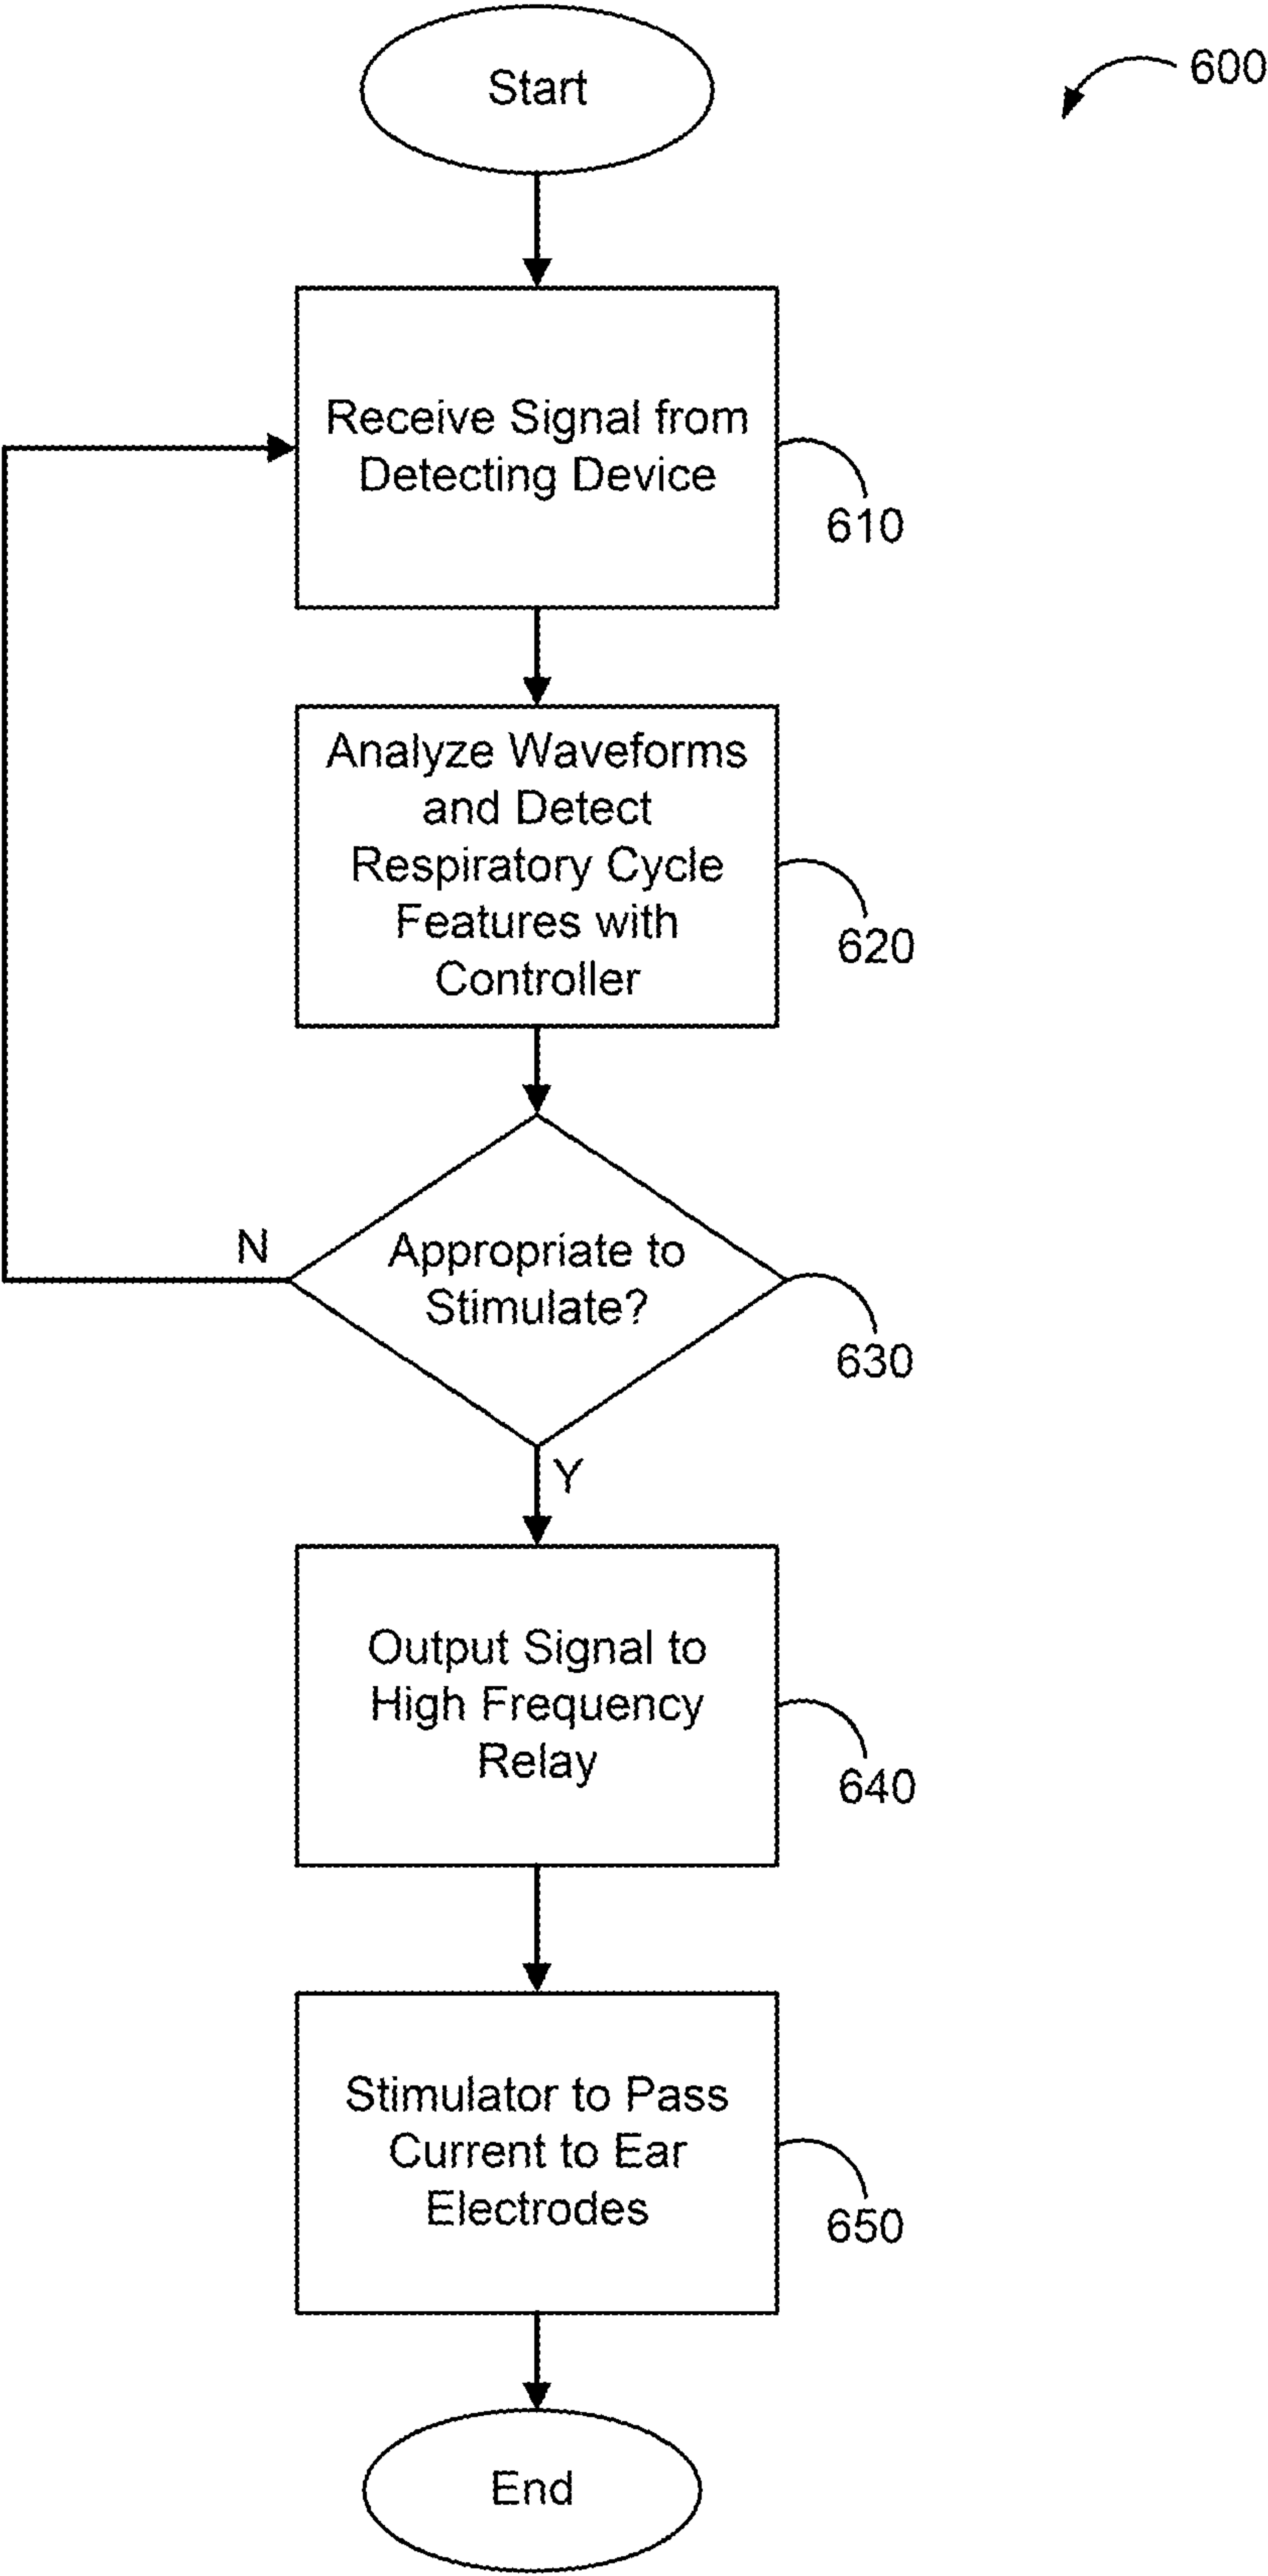 Start
600
Receive Signal from
Detecting Device
610
Analyze Waveforms
and Detect
Respiratory Cycle
Features with
Controller
620
N
Appropriate to
Stimulate?
630
Y
Output Signal to
High Frequency
Relay
640
Stimulator to Pass
Current to Ear
Electrodes
650
End